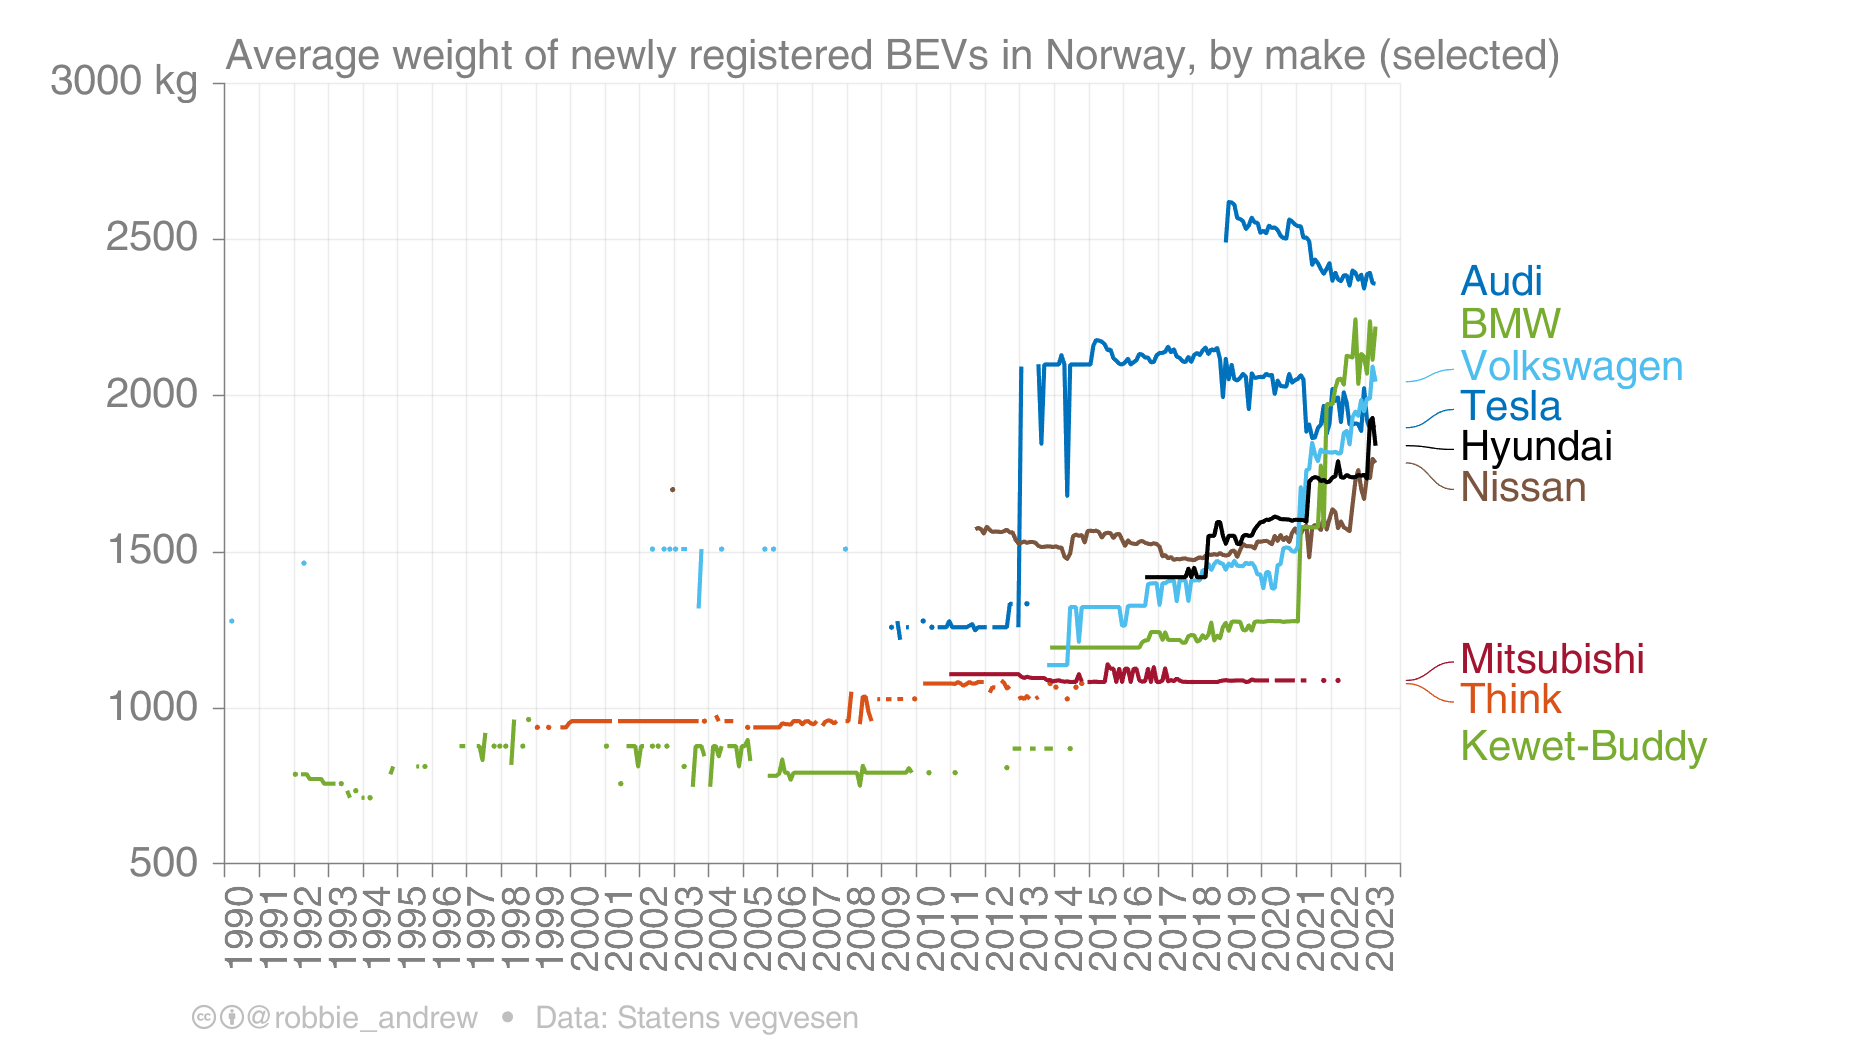 Average weight of newly registered BEVs in Norway, by make (selected)
3000 kg
2500
2000
1500
1000
500
Audi
BMW
Volkswagen
Tesla
Hyundai
Nissan
Mitsubishi
Think
Kewet-Buddy
1990 1991 1992 1993 1994 1995 1996 1997 1998 1999 2000 2001 2002 2003 2004 2005 2006 2007 2008 2009 2010 2011 2012 2013 2014 2015 2016 2017 2018 2019 2020 2021 2022 2023
cc @robbie_andrew • Data: Statens vegvesen